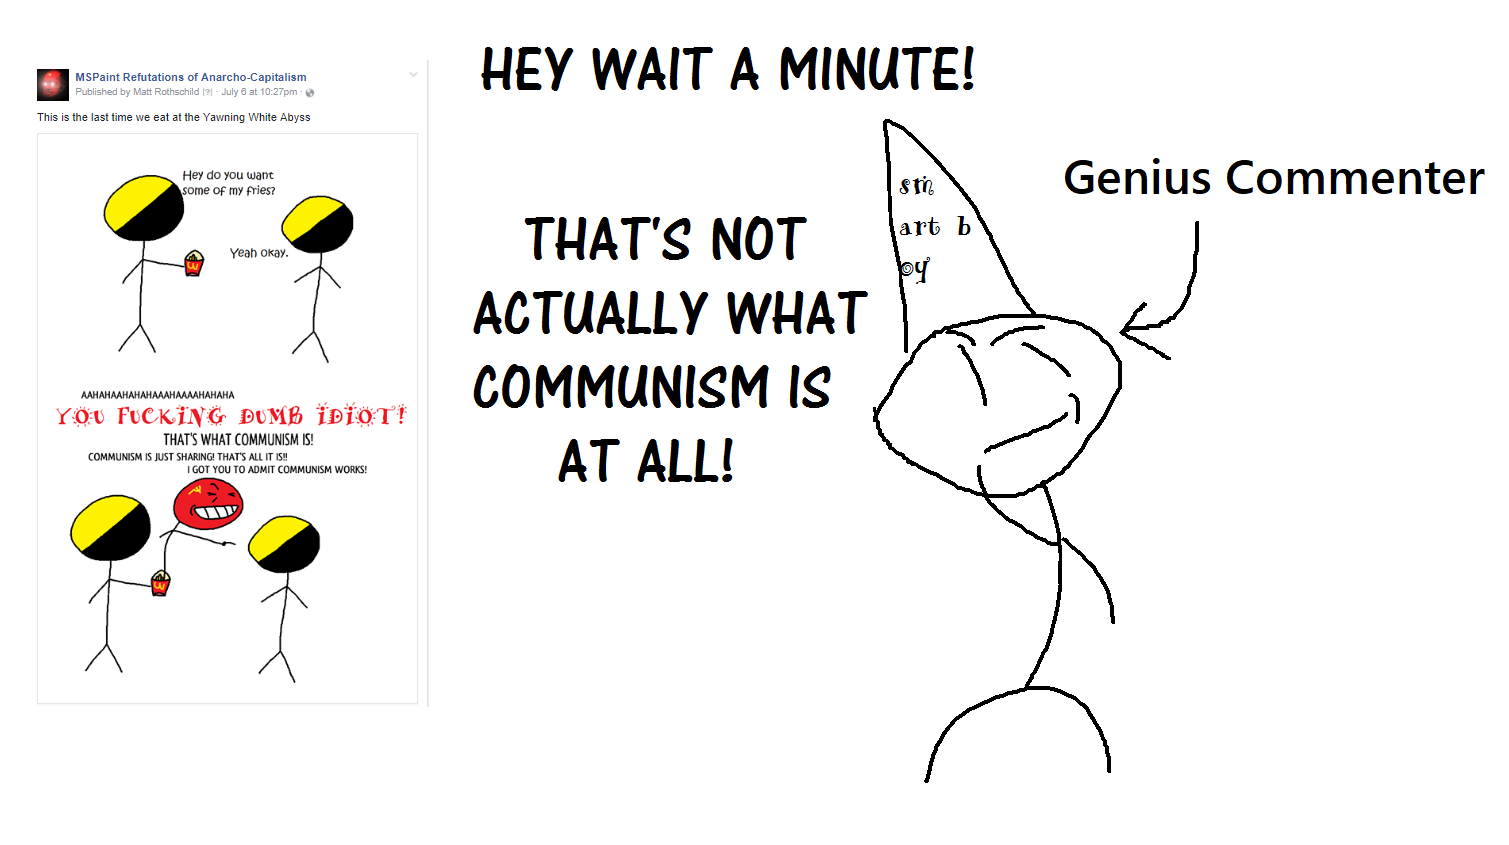 MSPaint Refutations of Anarcho-Capitalism
Published by Matt Rothschild [?] · July 6 at 10:27pm ·
This is the last time we eat at the Yawning White Abyss
Hey do you want
some of my fries?
Yeah okay.
AAHAHAAHAHAHAAAHAAAAHAHAHA
YOU FUCKING DUMB IDIOT!
THAT'S WHAT COMMUNISM IS!
COMMUNISM IS JUST SHARING! THAT'S ALL IT IS!!
I GOT YOU TO ADMIT COMMUNISM WORKS!
HEY WAIT A MINUTE!
THAT'S NOT
ACTUALLY WHAT
COMMUNISM IS
AT ALL!
sm
art b
oy
Genius Commenter